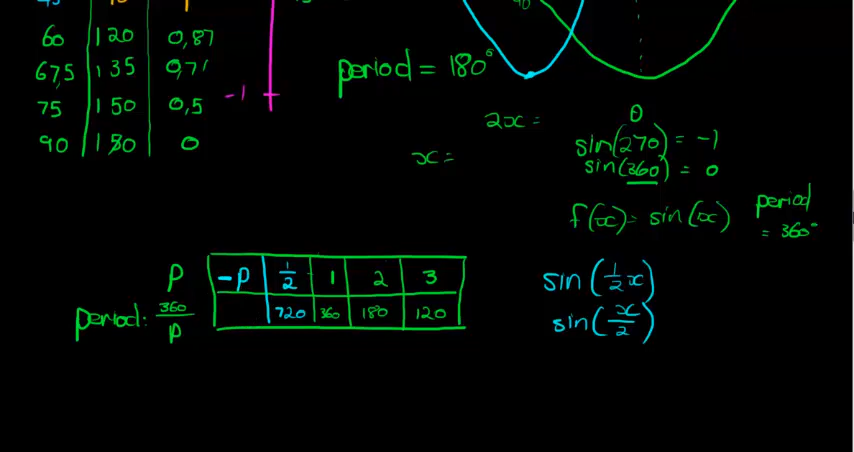 60 120 0,87
67,5 135 0,71
75 150 0,5
90 180 0
-1
period = 180°
2x =
x =
θ
sin(270) = -1
sin(360) = 0
f(x) = sin(x)
period
= 360°
p -p 1/2 1 2 3
period: 360/p 720 360 180 120
sin(1/2 x)
sin(x/2)